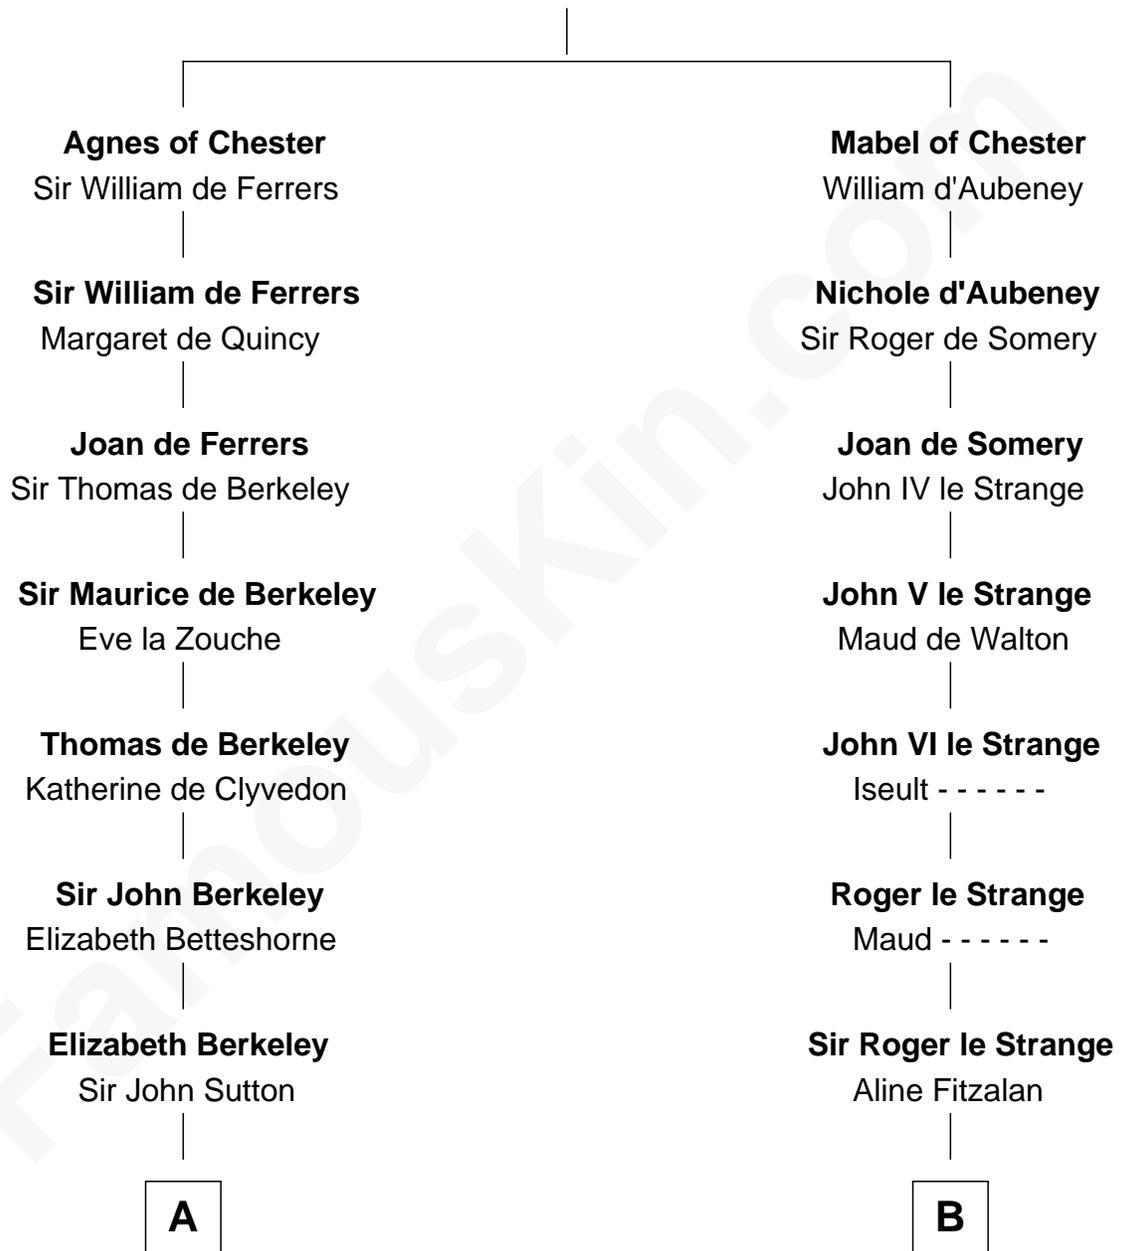 Agnes of Chester
Sir William de Ferrers
Sir William de Ferrers
Margaret de Quincy
Joan de Ferrers
Sir Thomas de Berkeley
Sir Maurice de Berkeley
Eve la Zouche
Thomas de Berkeley
Katherine de Clyvedon
Sir John Berkeley
Elizabeth Betteshorne
Elizabeth Berkeley
Sir John Sutton
A
Mabel of Chester
William d'Aubeney
Nichole d'Aubeney
Sir Roger de Somery
Joan de Somery
John IV le Strange
John V le Strange
Maud de Walton
John VI le Strange
Iseult - - - - - -
Roger le Strange
Maud - - - - - -
Sir Roger le Strange
Aline Fitzalan
B
FamousKin.com